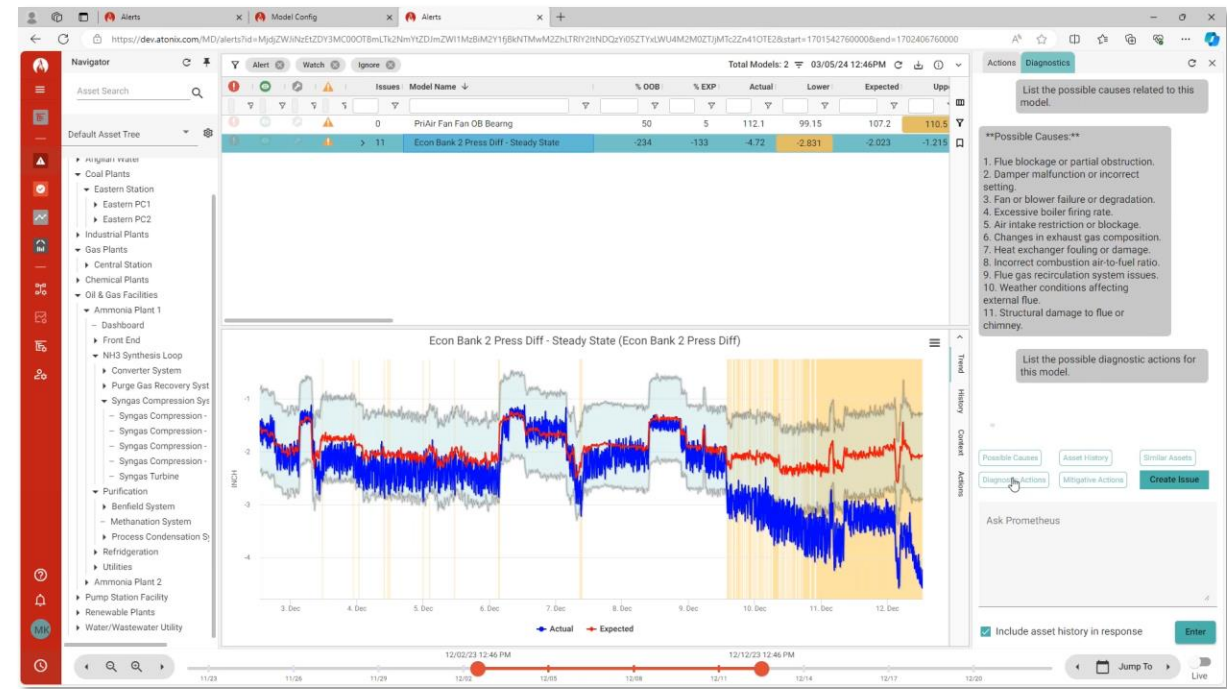 Alerts
Model Config
Alerts
https://dev.atonix.com/MD/alerts?id=
&start=1701542760000&end=1702406760000
Navigator
Asset Search
Default Asset Tree
Anglian Water
Coal Plants
Eastern Station
Eastern PC1
Eastern PC2
Industrial Plants
Gas Plants
Central Station
Chemical Plants
Oil & Gas Facilities
Ammonia Plant 1
Dashboard
Front End
NH3 Synthesis Loop
Converter System
Purge Gas Recovery Syst
Syngas Compression Sys
Syngas Compression -
Syngas Compression -
Syngas Compression -
Syngas Compression -
Syngas Turbine
Purification
Benfield System
Methanation System
Process Condensation Sy
Refridgeration
Utilities
Ammonia Plant 2
Pump Station Facility
Renewable Plants
Water/Wastewater Utility
MK
Alert Watch Ignore Total Models: 2 03/05/24 12:46PM
Issues Model Name % OOB % EXP Actual Lower Expected Upp
0 PriAir Fan Fan OB Bearng 50 5 112.1 99.15 107.2 110.5
11 Econ Bank 2 Press Diff - Steady State -234 -133 -4.72 -2.831 -2.023 -1.215
Econ Bank 2 Press Diff - Steady State (Econ Bank 2 Press Diff)
-1
-2
-3
-4
INCH
3. Dec 4. Dec 5. Dec 6. Dec 7. Dec 8. Dec 9. Dec 10. Dec 11. Dec 12. Dec
Actual Expected
Trend
History
Context
Actions
Actions Diagnostics
List the possible causes related to this
model.
**Possible Causes:**
1. Flue blockage or partial obstruction.
2. Damper malfunction or incorrect
setting.
3. Fan or blower failure or degradation.
4. Excessive boiler firing rate.
5. Air intake restriction or blockage.
6. Changes in exhaust gas composition.
7. Heat exchanger fouling or damage.
8. Incorrect combustion air-to-fuel ratio.
9. Flue gas recirculation system issues.
10. Weather conditions affecting
external flue.
11. Structural damage to flue or
chimney.
List the possible diagnostic actions for
this model.
Possible Causes Asset History Similar Assets
Diagnostic Actions Mitigative Actions Create Issue
Ask Prometheus
Include asset history in response Enter
12/02/23 12:46 PM 12/12/23 12:46 PM
11/23 11/26 11/29 12/02 12/05 12/08 12/11 12/14 12/17 12/20
Jump To
Live